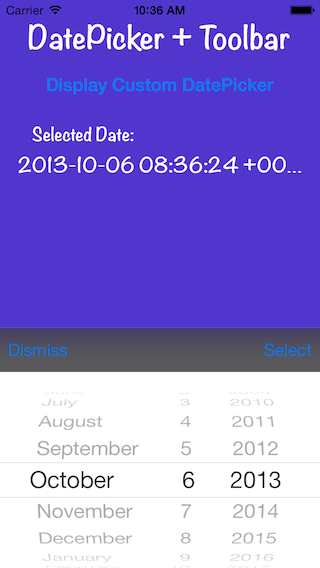 Carrier 10:36 AM
DatePicker + Toolbar
Display Custom DatePicker
Selected Date:
2013-10-06 08:36:24 +00...
Dismiss Select
July 3 2010
August 4 2011
September 5 2012
October 6 2013
November 7 2014
December 8 2015
January 9 2016